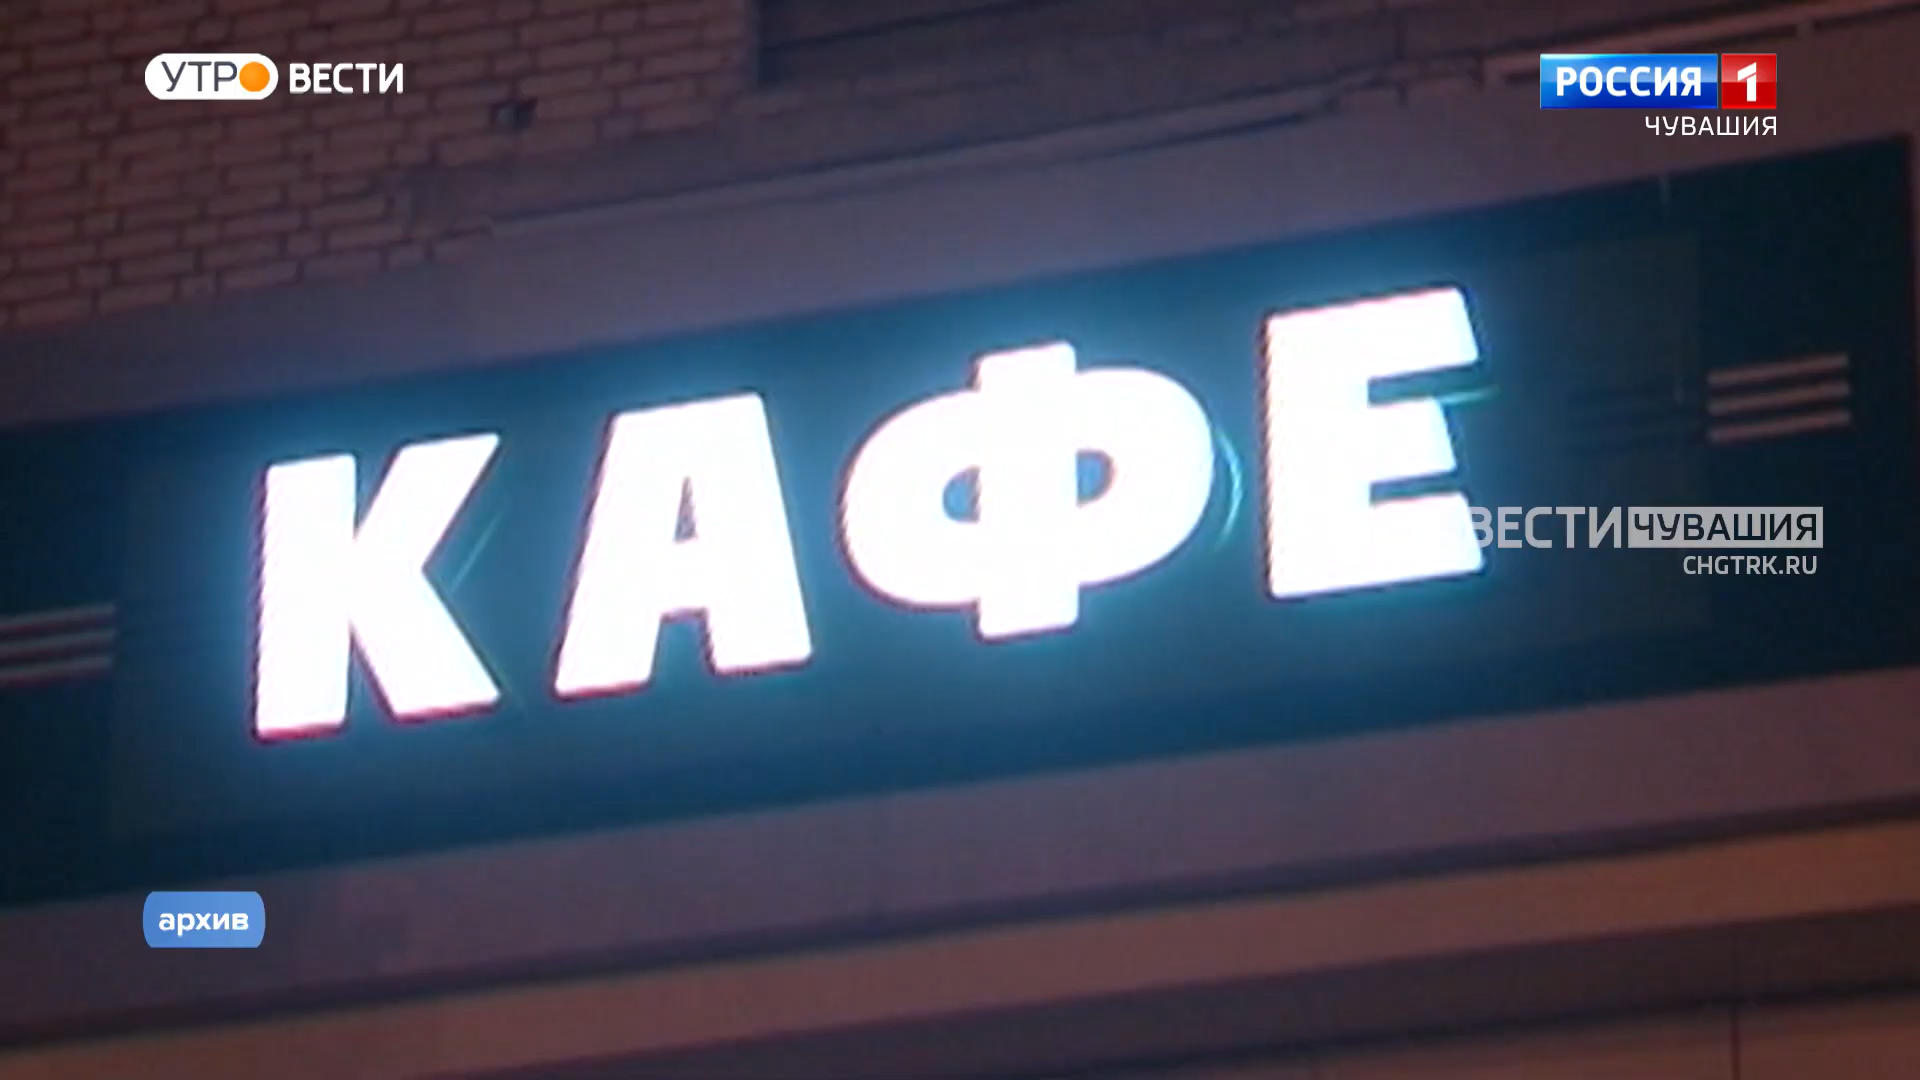 УТРО ВЕСТИ
РОССИЯ 1
ЧУВАШИЯ
КАФЕ
ВЕСТИ ЧУВАШИЯ
CHGTRK.RU
архив